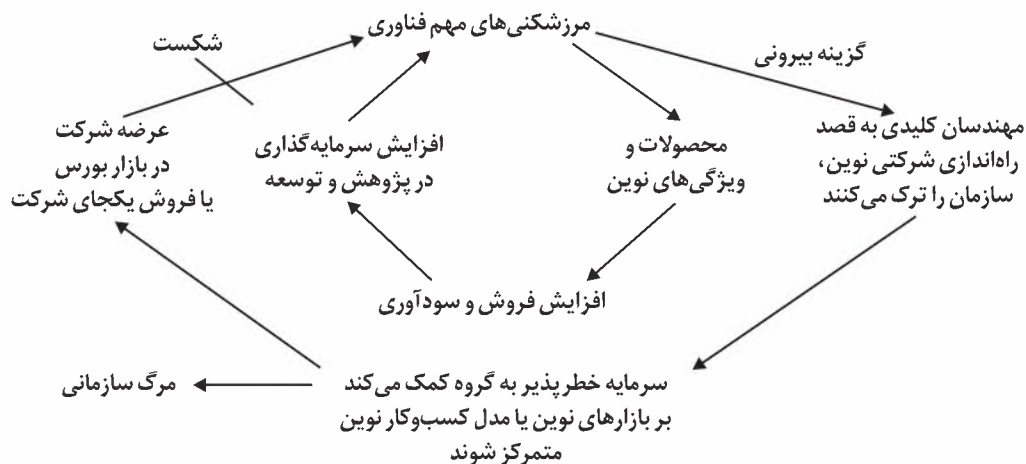 مرزشکنی‌های مهم فناوری
شکست
گزینه بیرونی
مهندسان کلیدی به قصد
راه‌اندازی شرکتی نوین،
سازمان را ترک می‌کنند
محصولات و
ویژگی‌های نوین
افزایش سرمایه‌گذاری
در پژوهش و توسعه
عرضه شرکت
در بازار بورس
یا فروش یکجای شرکت
افزایش فروش و سودآوری
سرمایه خطرپذیر به گروه کمک می‌کند
بر بازارهای نوین یا مدل کسب‌وکار نوین
متمرکز شوند
مرگ سازمانی